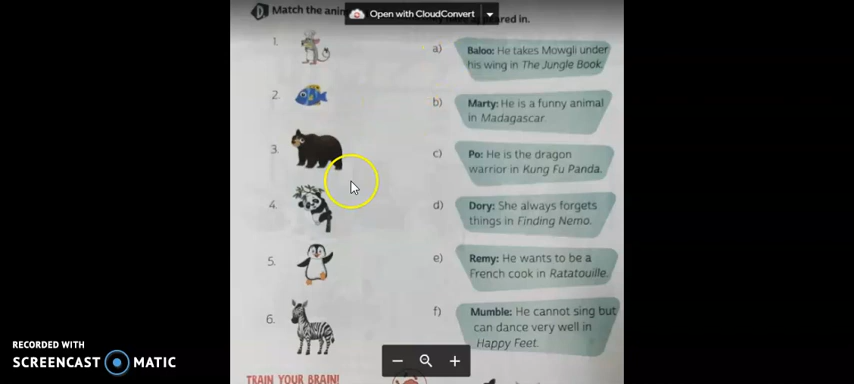 D Match the anim
Open with CloudConvert
ed in.
1.
a) Baloo: He takes Mowgli under
his wing in The Jungle Book.
2.
b) Marty: He is a funny animal
in Madagascar.
3.
c) Po: He is the dragon
warrior in Kung Fu Panda.
4.
d) Dory: She always forgets
things in Finding Nemo.
5.
e) Remy: He wants to be a
French cook in Ratatouille.
6.
f) Mumble: He cannot sing but
can dance very well in
Happy Feet.
TRAIN YOUR BRAIN!
RECORDED WITH
SCREENCAST MATIC